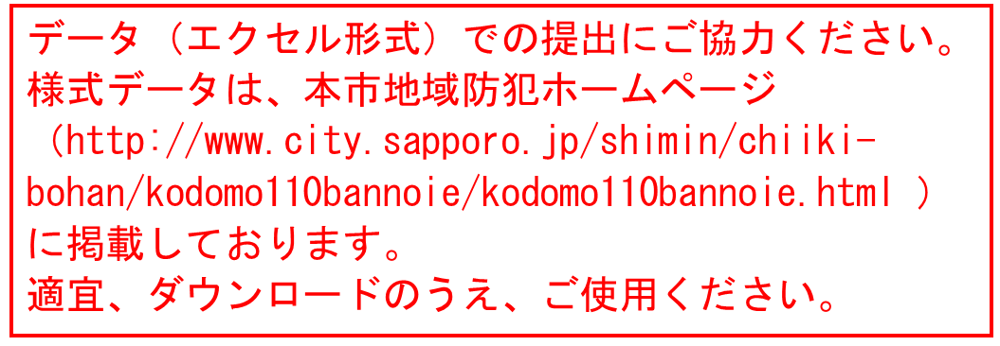 データ（エクセル形式）での提出にご協力ください。
様式データは、本市地域防犯ホームページ
（http://www.city.sapporo.jp/shimin/chiiki-
bohan/kodomo110bannoie/kodomo110bannoie.html ）
に掲載しております。
適宜、ダウンロードのうえ、ご使用ください。